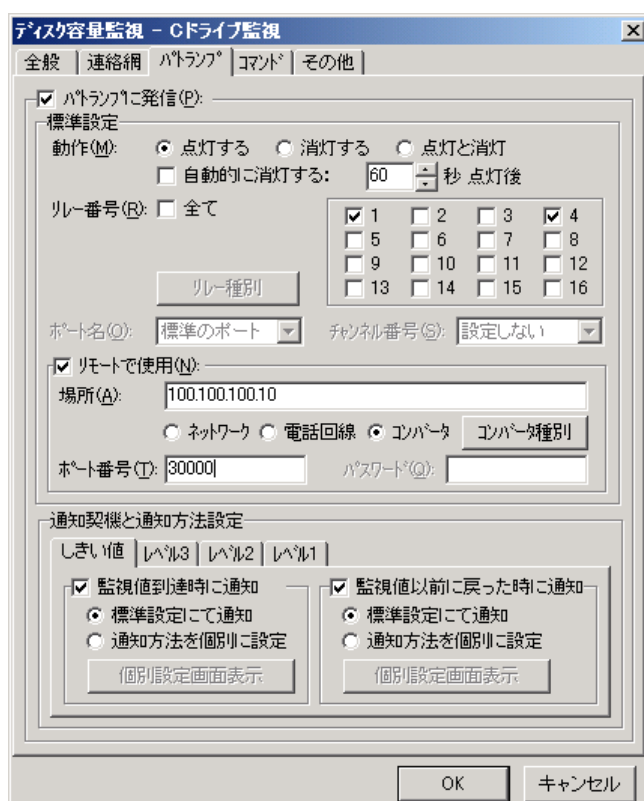 ディスク容量監視 - Cドライブ監視
全般 連絡網 パトランプ コマンド その他
パトランプに発信(P):
標準設定
動作(M): 点灯する 消灯する 点灯と消灯
自動的に消灯する: 60 秒 点灯後
リレー番号(R): 全て
1 2 3 4
5 6 7 8
9 10 11 12
13 14 15 16
リレー種別
ポート名(O): 標準のポート チャンネル番号(S): 設定しない
リモートで使用(N):
場所(A): 100.100.100.10
ネットワーク 電話回線 コンバータ コンバータ種別
ポート番号(T): 30000 パスワード(Q):
通知契機と通知方法設定
しきい値 レベル3 レベル2 レベル1
監視値到達時に通知 監視値以前に戻った時に通知
標準設定にて通知 標準設定にて通知
通知方法を個別に設定 通知方法を個別に設定
個別設定画面表示 個別設定画面表示
OK キャンセル